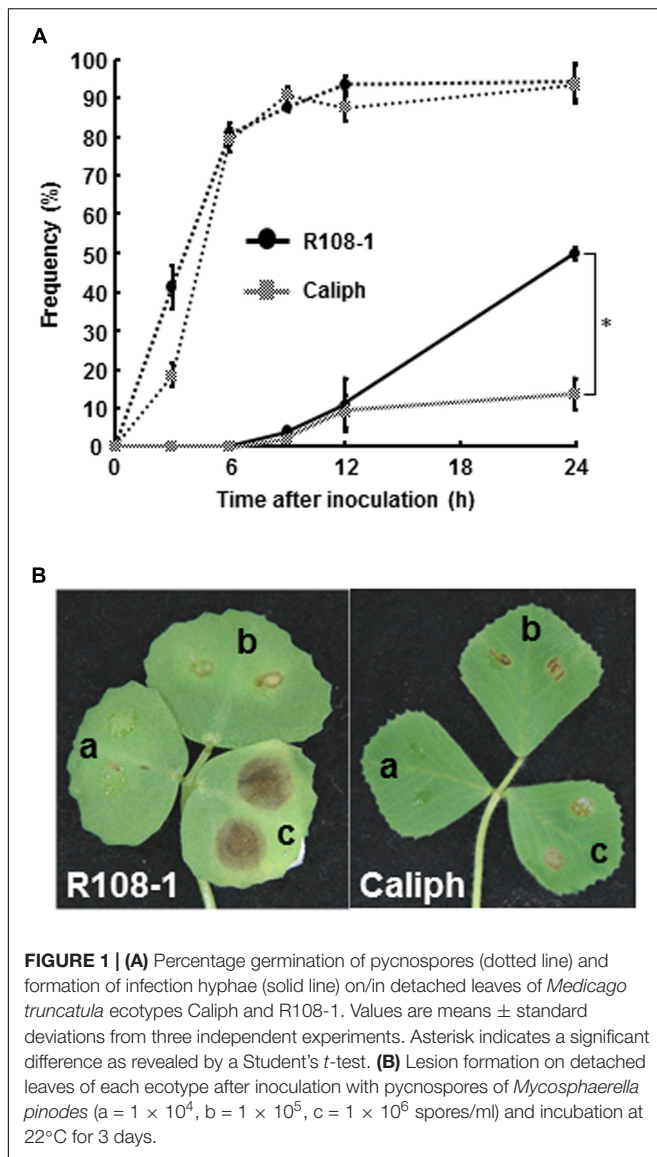 A
100
90
80
70
60
50
40
30
20
10
0
Frequency (%)
R108-1
Caliph
*
0 6 12 18 24
Time after inoculation (h)
B
a
b
c
R108-1
a
b
c
Caliph
FIGURE 1 | (A) Percentage germination of pycnospores (dotted line) and
formation of infection hyphae (solid line) on/in detached leaves of Medicago
truncatula ecotypes Caliph and R108-1. Values are means ± standard
deviations from three independent experiments. Asterisk indicates a significant
difference as revealed by a Student's t-test. (B) Lesion formation on detached
leaves of each ecotype after inoculation with pycnospores of Mycosphaerella
pinodes (a = 1 × 10⁴, b = 1 × 10⁵, c = 1 × 10⁶ spores/ml) and incubation at
22°C for 3 days.